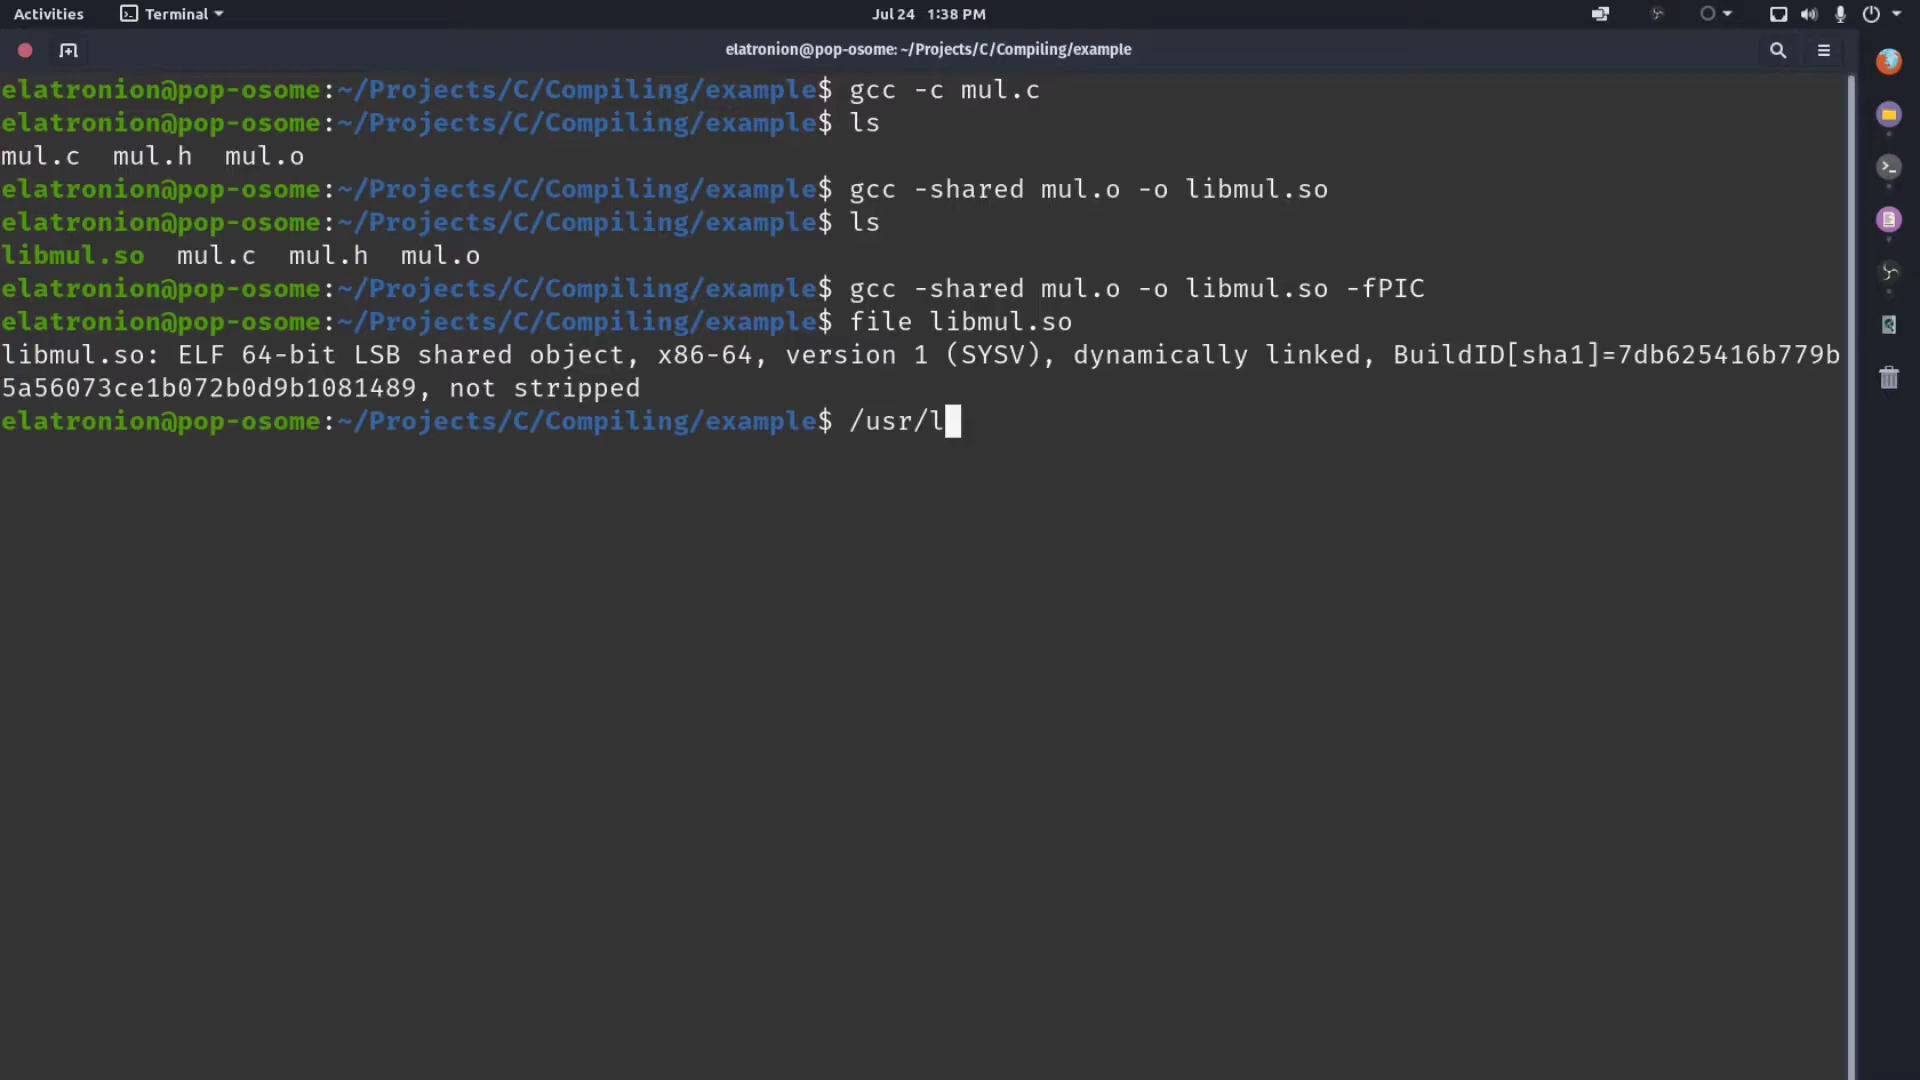 Activities Terminal Jul 24 1:38 PM
elatronion@pop-osome: ~/Projects/C/Compiling/example
elatronion@pop-osome:~/Projects/C/Compiling/example$ gcc -c mul.c
elatronion@pop-osome:~/Projects/C/Compiling/example$ ls
mul.c mul.h mul.o
elatronion@pop-osome:~/Projects/C/Compiling/example$ gcc -shared mul.o -o libmul.so
elatronion@pop-osome:~/Projects/C/Compiling/example$ ls
libmul.so mul.c mul.h mul.o
elatronion@pop-osome:~/Projects/C/Compiling/example$ gcc -shared mul.o -o libmul.so -fPIC
elatronion@pop-osome:~/Projects/C/Compiling/example$ file libmul.so
libmul.so: ELF 64-bit LSB shared object, x86-64, version 1 (SYSV), dynamically linked, BuildID[sha1]=7db625416b779b
5a56073ce1b072b0d9b1081489, not stripped
elatronion@pop-osome:~/Projects/C/Compiling/example$ /usr/l